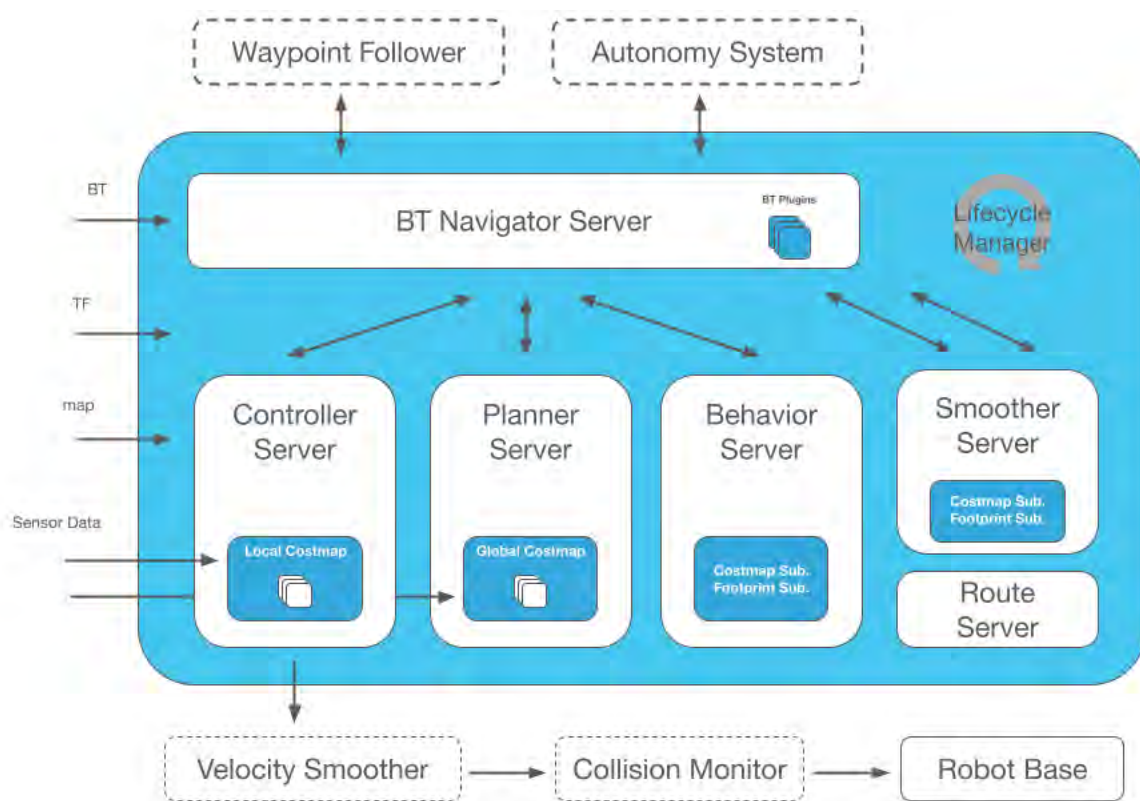 Waypoint Follower
Autonomy System
BT
BT Navigator Server
BT Plugins
Lifecycle
Manager
TF
map
Sensor Data
Controller
Server
Local Costmap
Planner
Server
Global Costmap
Behavior
Server
Costmap Sub.
Footprint Sub.
Smoother
Server
Costmap Sub.
Footprint Sub.
Route
Server
Velocity Smoother
Collision Monitor
Robot Base